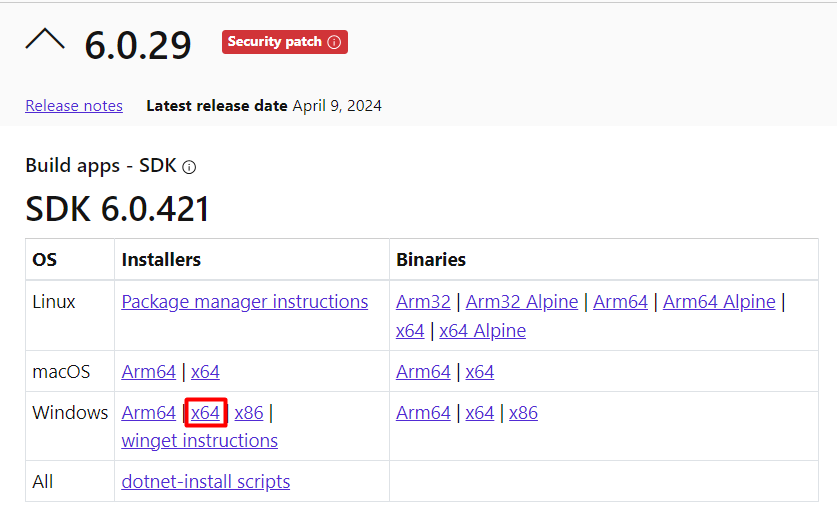 6.0.29
Security patch
Release notes Latest release date April 9, 2024
Build apps - SDK
SDK 6.0.421
OS Installers Binaries
Linux Package manager instructions Arm32 | Arm32 Alpine | Arm64 | Arm64 Alpine |
x64 | x64 Alpine
macOS Arm64 | x64 Arm64 | x64
Windows Arm64 | x64 | x86 | Arm64 | x64 | x86
winget instructions
All dotnet-install scripts